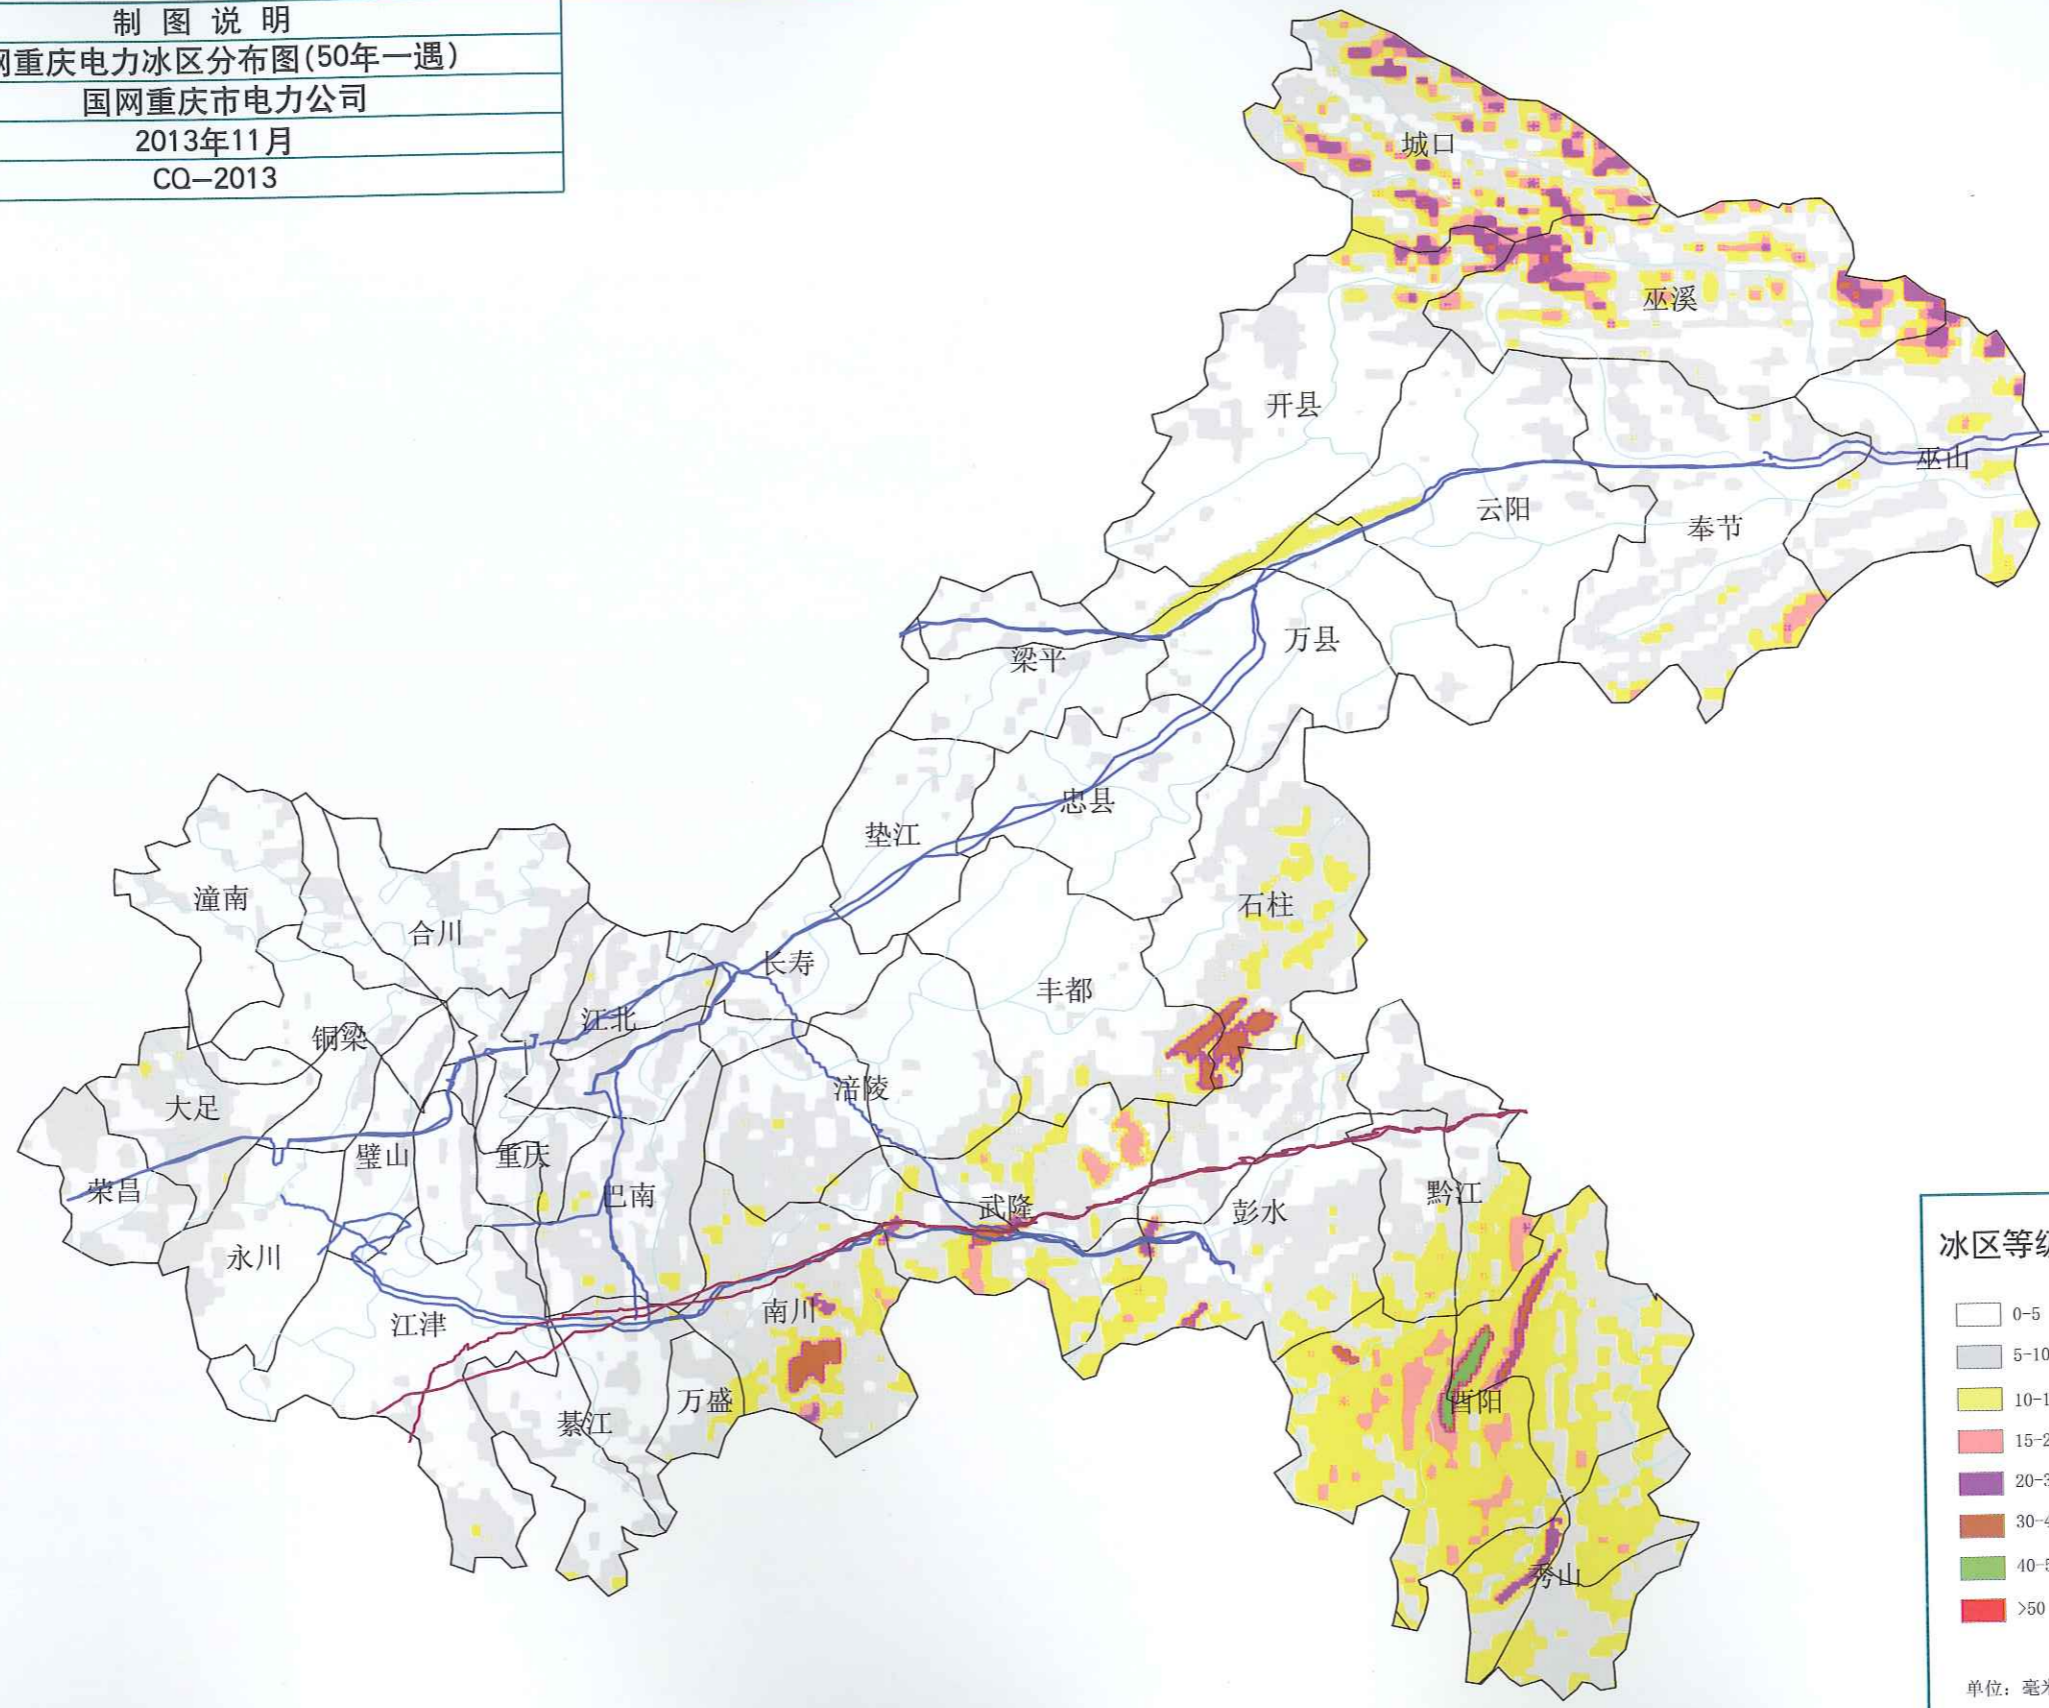 制图说明
网重庆电力冰区分布图(50年一遇)
国网重庆市电力公司
2013年11月
CQ-2013
城口
巫溪
开县
巫山
云阳
奉节
万县
梁平
忠县
垫江
石柱
潼南
合川
长寿
丰都
江北
铜梁
涪陵
大足
璧山
重庆
荣昌
巴南
武隆
彭水
黔江
永川
南川
江津
万盛
酉阳
綦江
秀山
冰区等级
0-5
5-10
10-1
15-2
20-3
30-4
40-5
>50
单位：毫米